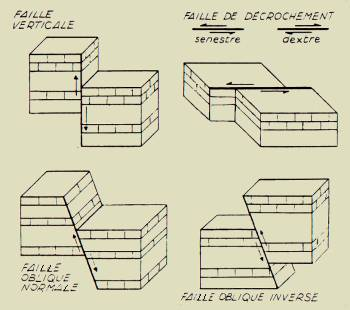 FAILLE
VERTICALE
FAILLE DE DÉCROCHEMENT
senestre dextre
FAILLE
OBLIQUE
NORMALE
FAILLE OBLIQUE INVERSE